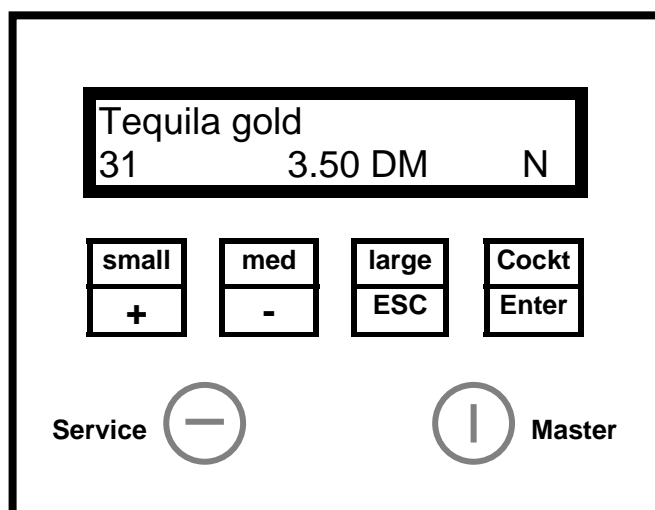 Tequila gold
31 3.50 DM N
small med large Cockt
+ - ESC Enter
Service Master